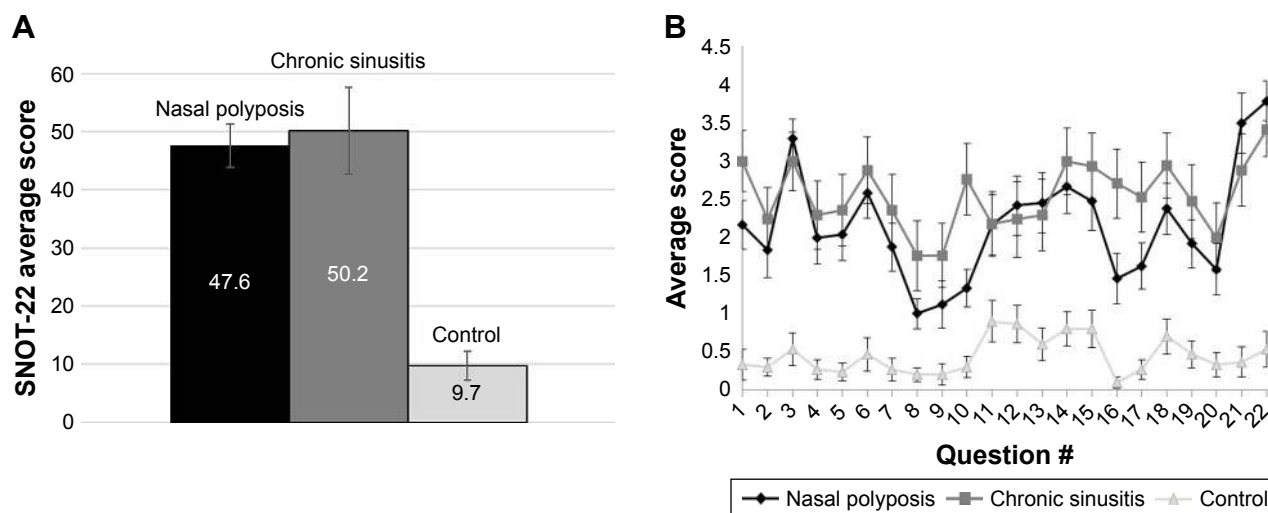 A
SNOT-22 average score
60
50
40
30
20
10
0
Nasal polyposis
Chronic sinusitis
Control
47.6
50.2
9.7
B
Average score
4.5
4
3.5
3
2.5
2
1.5
1
0.5
0
1 2 3 4 5 6 7 8 9 10 11 12 13 14 15 16 17 18 19 20 21 22
Question #
Nasal polyposis Chronic sinusitis Control